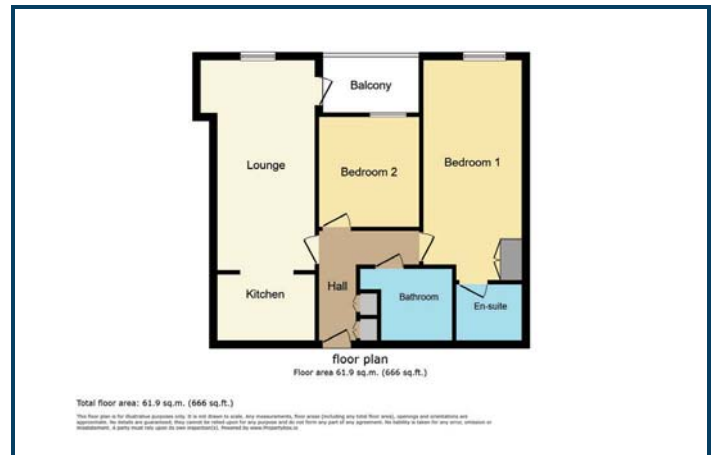 Balcony
Lounge
Bedroom 2
Bedroom 1
Hall
Kitchen
Bathroom
En-suite
floor plan
Floor area 61.9 sq.m. (666 sq.ft.)
Total floor area: 61.9 sq.m. (666 sq.ft.)
This floor plan is for illustrative purposes only. It is not drawn to scale. Any measurements, floor areas (including any total floor area), openings and orientations are
approximate. No details are guaranteed, they cannot be relied upon for any purpose and do not form any part of any agreement. No liability is taken for any error, omission or
misstatement. A party must rely upon its own inspection(s). Powered by www.Propertybox.io